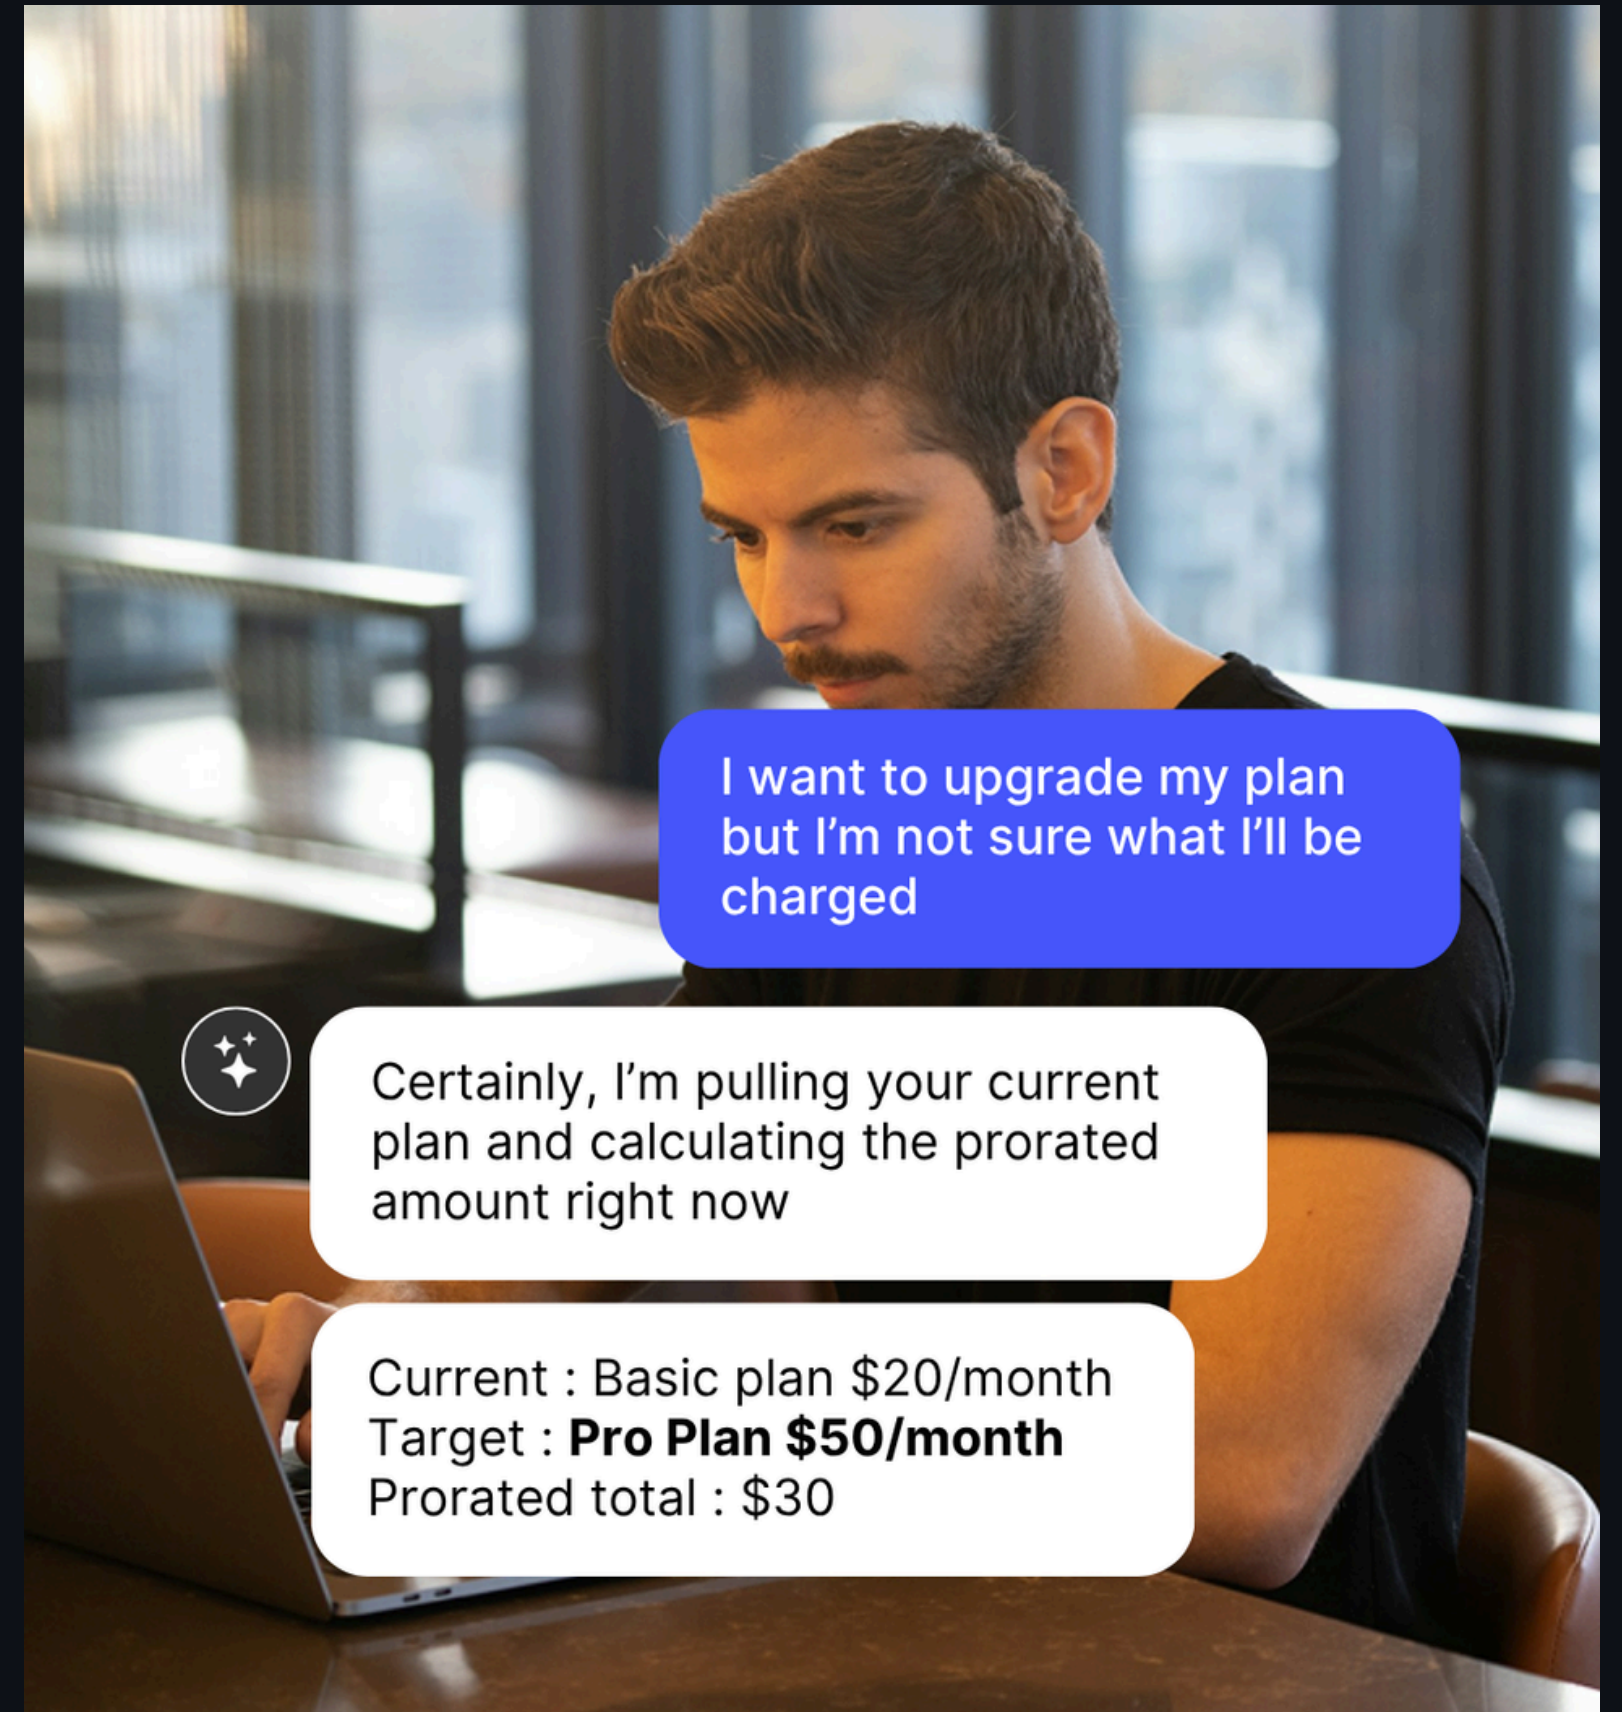 I want to upgrade my plan
but I’m not sure what I’ll be
charged
Certainly, I’m pulling your current
plan and calculating the prorated
amount right now
Current : Basic plan $20/month
Target : Pro Plan $50/month
Prorated total : $30